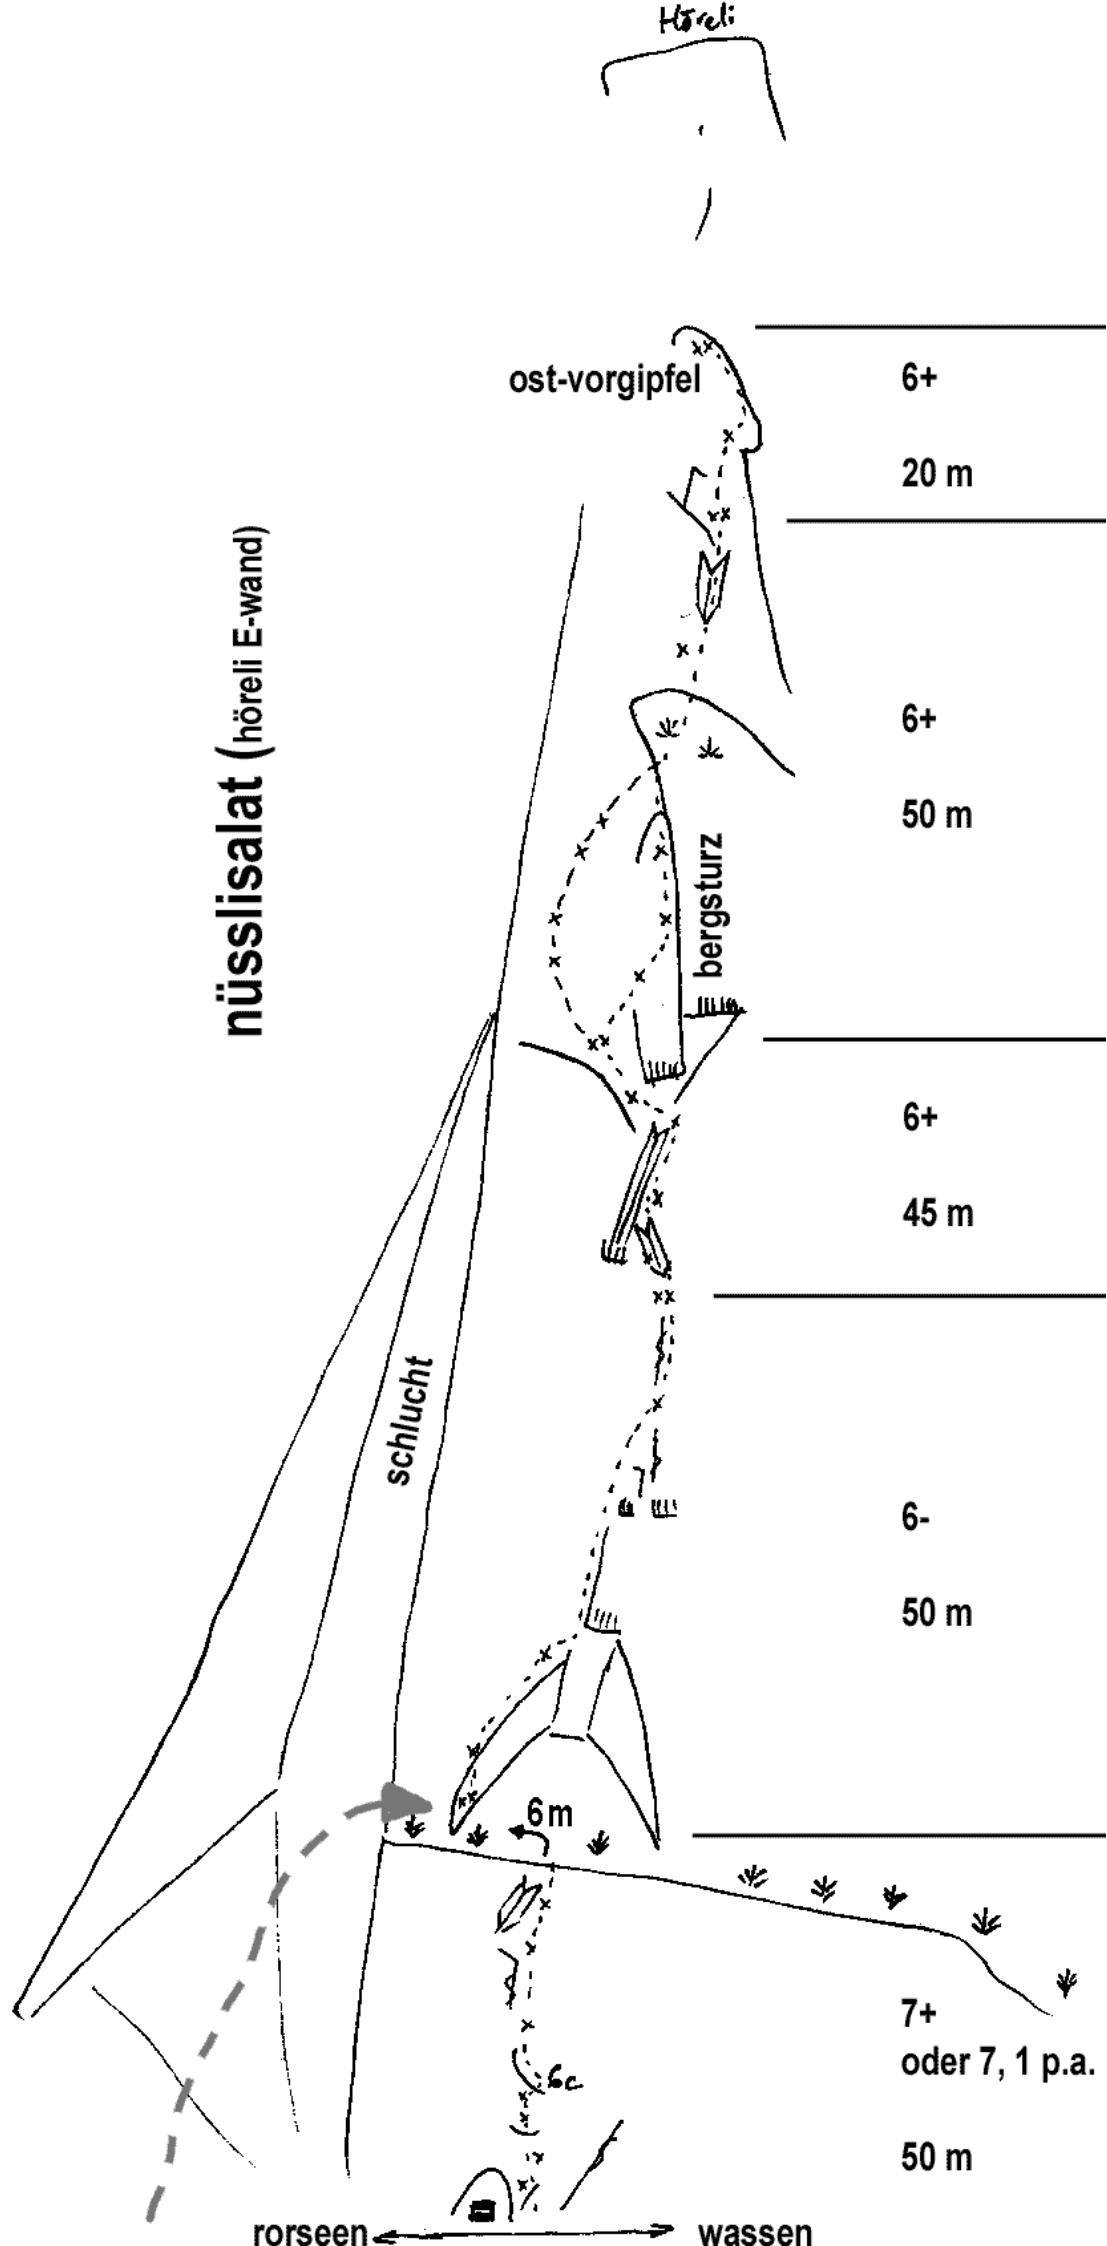 Höreli
ost-vorgipfel
6+
20 m
nüsslisalat (höreli E-wand)
6+
50 m
bergsturz
6+
45 m
schlucht
6-
50 m
6m
7+
oder 7, 1 p.a.
6c
50 m
rorseen
wassen